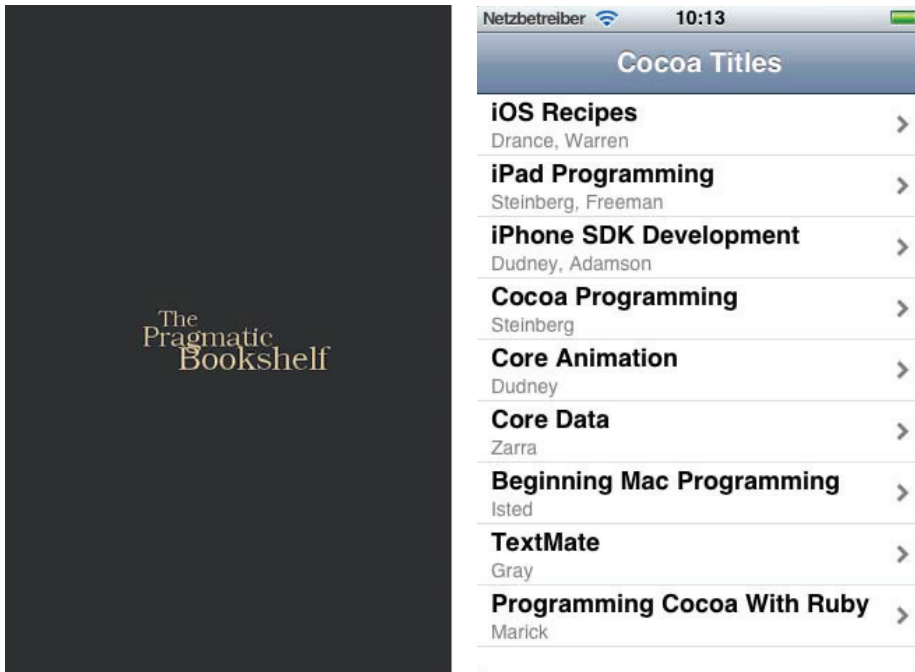 The
Pragmatic
Bookshelf
Netzbetreiber 10:13
Cocoa Titles
iOS Recipes
Drance, Warren
iPad Programming
Steinberg, Freeman
iPhone SDK Development
Dudney, Adamson
Cocoa Programming
Steinberg
Core Animation
Dudney
Core Data
Zarra
Beginning Mac Programming
Isted
TextMate
Gray
Programming Cocoa With Ruby
Marick